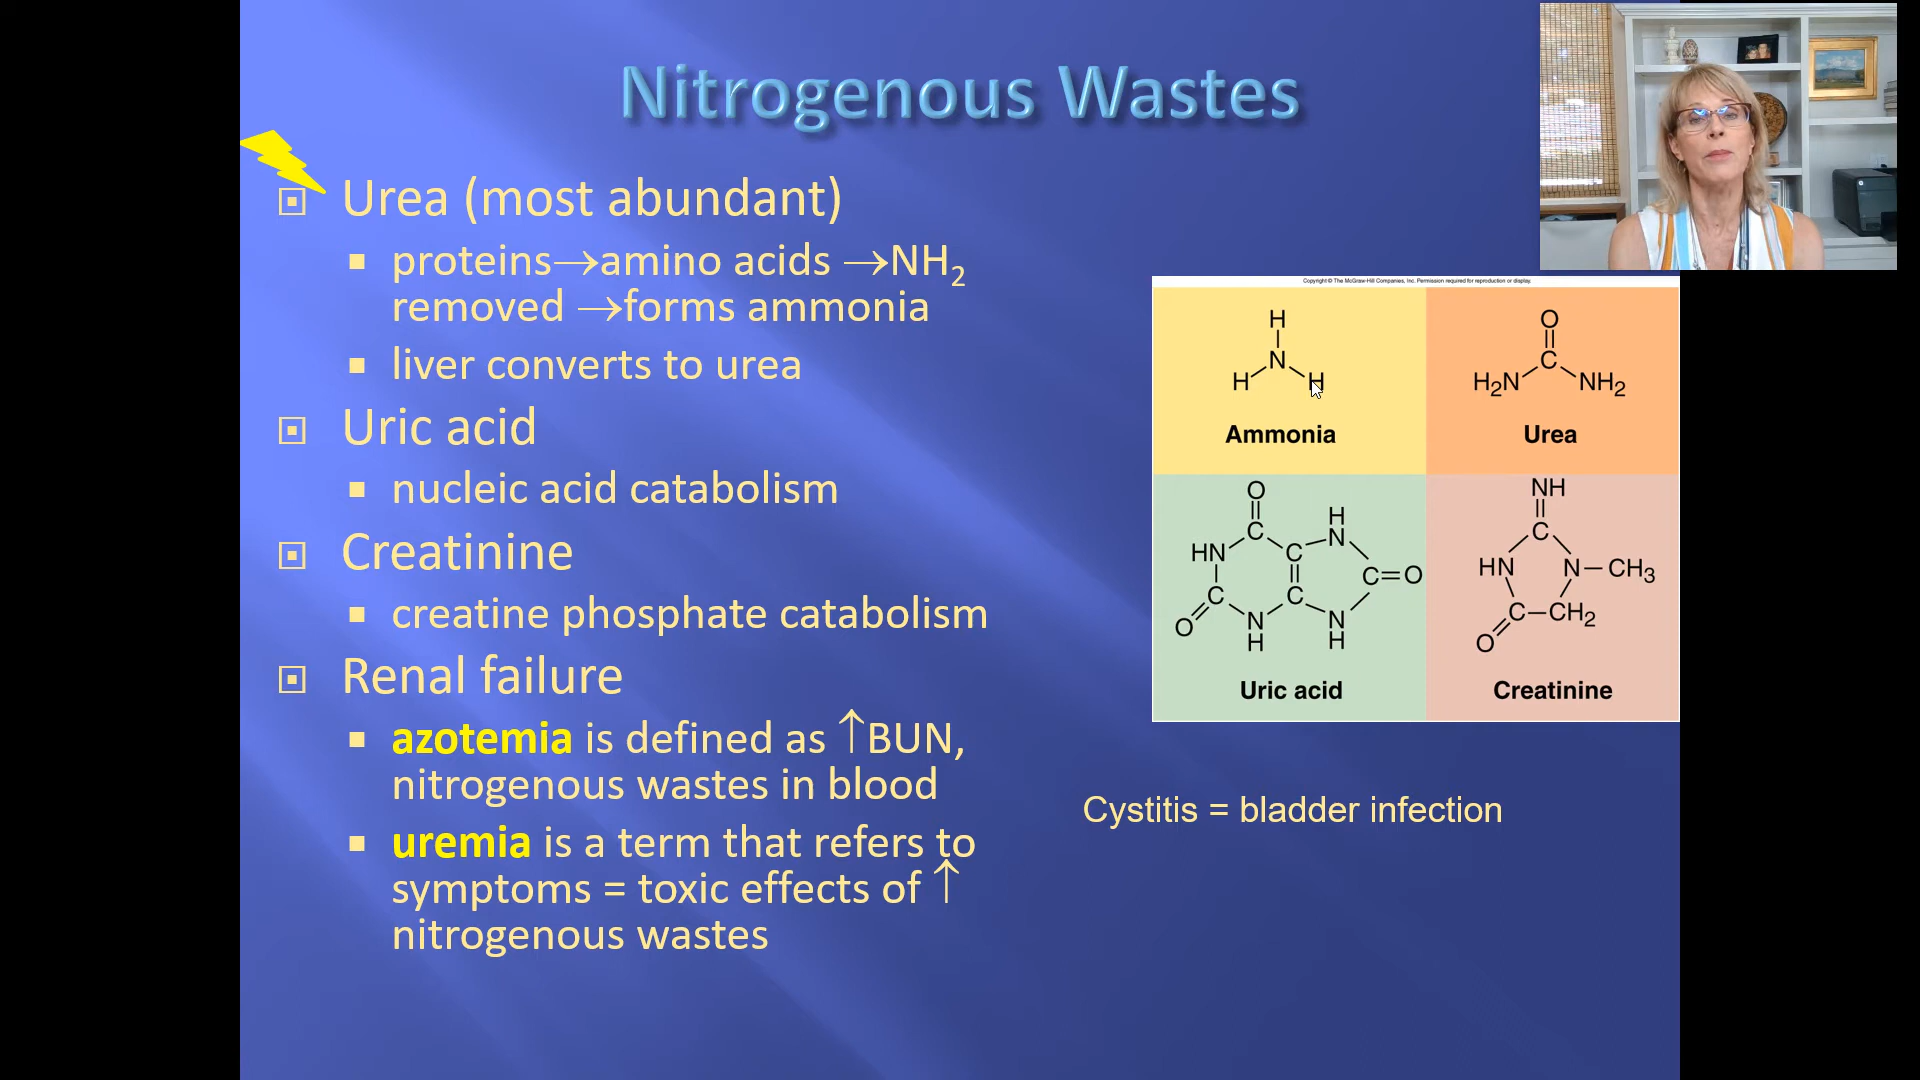 Nitrogenous Wastes
Urea (most abundant)
proteins→amino acids →NH₂
removed →forms ammonia
liver converts to urea
Uric acid
nucleic acid catabolism
Creatinine
creatine phosphate catabolism
Renal failure
azotemia is defined as ↑BUN,
nitrogenous wastes in blood
uremia is a term that refers to
symptoms = toxic effects of ↑
nitrogenous wastes
Copyright © The McGraw-Hill Companies, Inc. Permission required for reproduction or display.
H
N
H H
Ammonia
O
C
H₂N NH₂
Urea
O
C
HN
C
H
N
C=O
C
C
O
N
H
N
H
Uric acid
NH
C
HN N—CH₃
C—CH₂
O
Creatinine
Cystitis = bladder infection